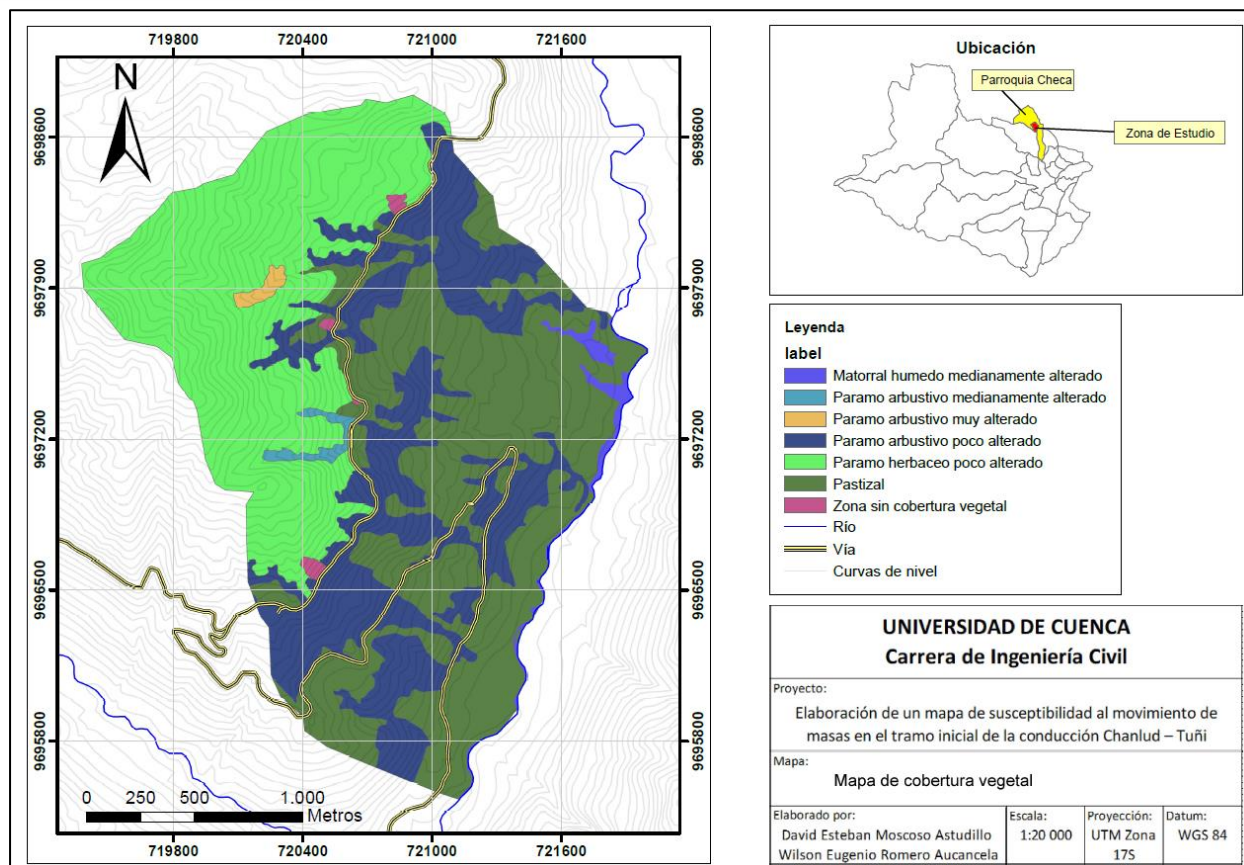 719800 720400 721000 721600
N
9698600 9698600
9697900 9697900
9697200 9697200
9696500 9696500
9695800 9695800
0 250 500 1.000
Metros
719800 720400 721000 721600
Ubicación
Parroquia Checa
Zona de Estudio
Leyenda
label
Matorral humedo medianamente alterado
Paramo arbustivo medianamente alterado
Paramo arbustivo muy alterado
Paramo arbustivo poco alterado
Paramo herbaceo poco alterado
Pastizal
Zona sin cobertura vegetal
Río
Vía
Curvas de nivel
UNIVERSIDAD DE CUENCA
Carrera de Ingeniería Civil
Proyecto:
Elaboración de un mapa de susceptibilidad al movimiento de
masas en el tramo inicial de la conducción Chanlud – Tuñi
Mapa:
Mapa de cobertura vegetal
Elaborado por: Escala: Proyección: Datum:
David Esteban Moscoso Astudillo 1:20 000 UTM Zona WGS 84
Wilson Eugenio Romero Aucancela 17S